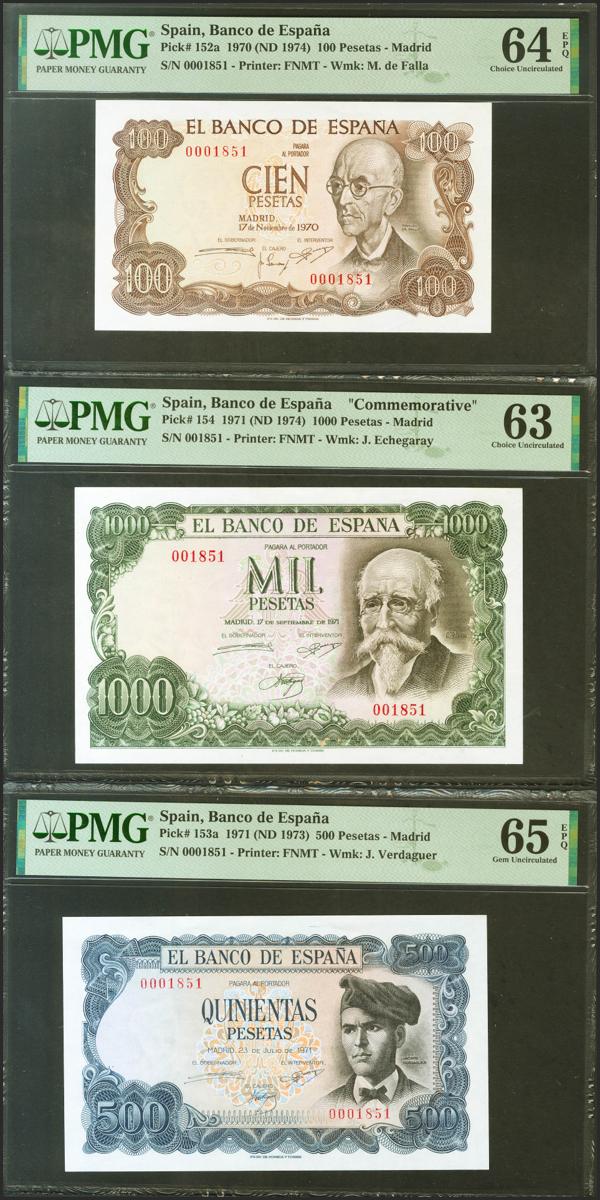 PMG®
PAPER MONEY GUARANTY
Spain, Banco de España
Pick# 152a 1970 (ND 1974) 100 Pesetas - Madrid
S/N 0001851 - Printer: FNMT - Wmk: M. de Falla
64 EPQ
Choice Uncirculated
100
EL BANCO DE ESPAÑA
100
0001851
PAGARA
AL PORTADOR
CIEN
PESETAS
MADRID,
17 de Noviembre de 1970
EL GOBERNADOR
EL INTERVENTOR
EL CAJERO
0001851
100
100
PMG®
PAPER MONEY GUARANTY
Spain, Banco de España "Commemorative"
Pick# 154 1971 (ND 1974) 1000 Pesetas - Madrid
S/N 001851 - Printer: FNMT - Wmk: J. Echegaray
63
Choice Uncirculated
1000
EL BANCO DE ESPAÑA
1000
001851
PAGARA AL PORTADOR
MIL
PESETAS
MADRID, 17 DE SEPTIEMBRE DE 1971
EL GOBERNADOR
EL INTERVENTOR
EL CAJERO
1000
001851
PMG®
PAPER MONEY GUARANTY
Spain, Banco de España
Pick# 153a 1971 (ND 1973) 500 Pesetas - Madrid
S/N 0001851 - Printer: FNMT - Wmk: J. Verdaguer
65 EPQ
Gem Uncirculated
EL BANCO DE ESPAÑA
500
0001851
PAGARA AL PORTADOR
QUINIENTAS
PESETAS
MADRID, 23 de Julio de 1971
EL GOBERNADOR
EL INTERVENTOR
JACINTO VERDAGUER
EL CAJERO
0001851
500
500